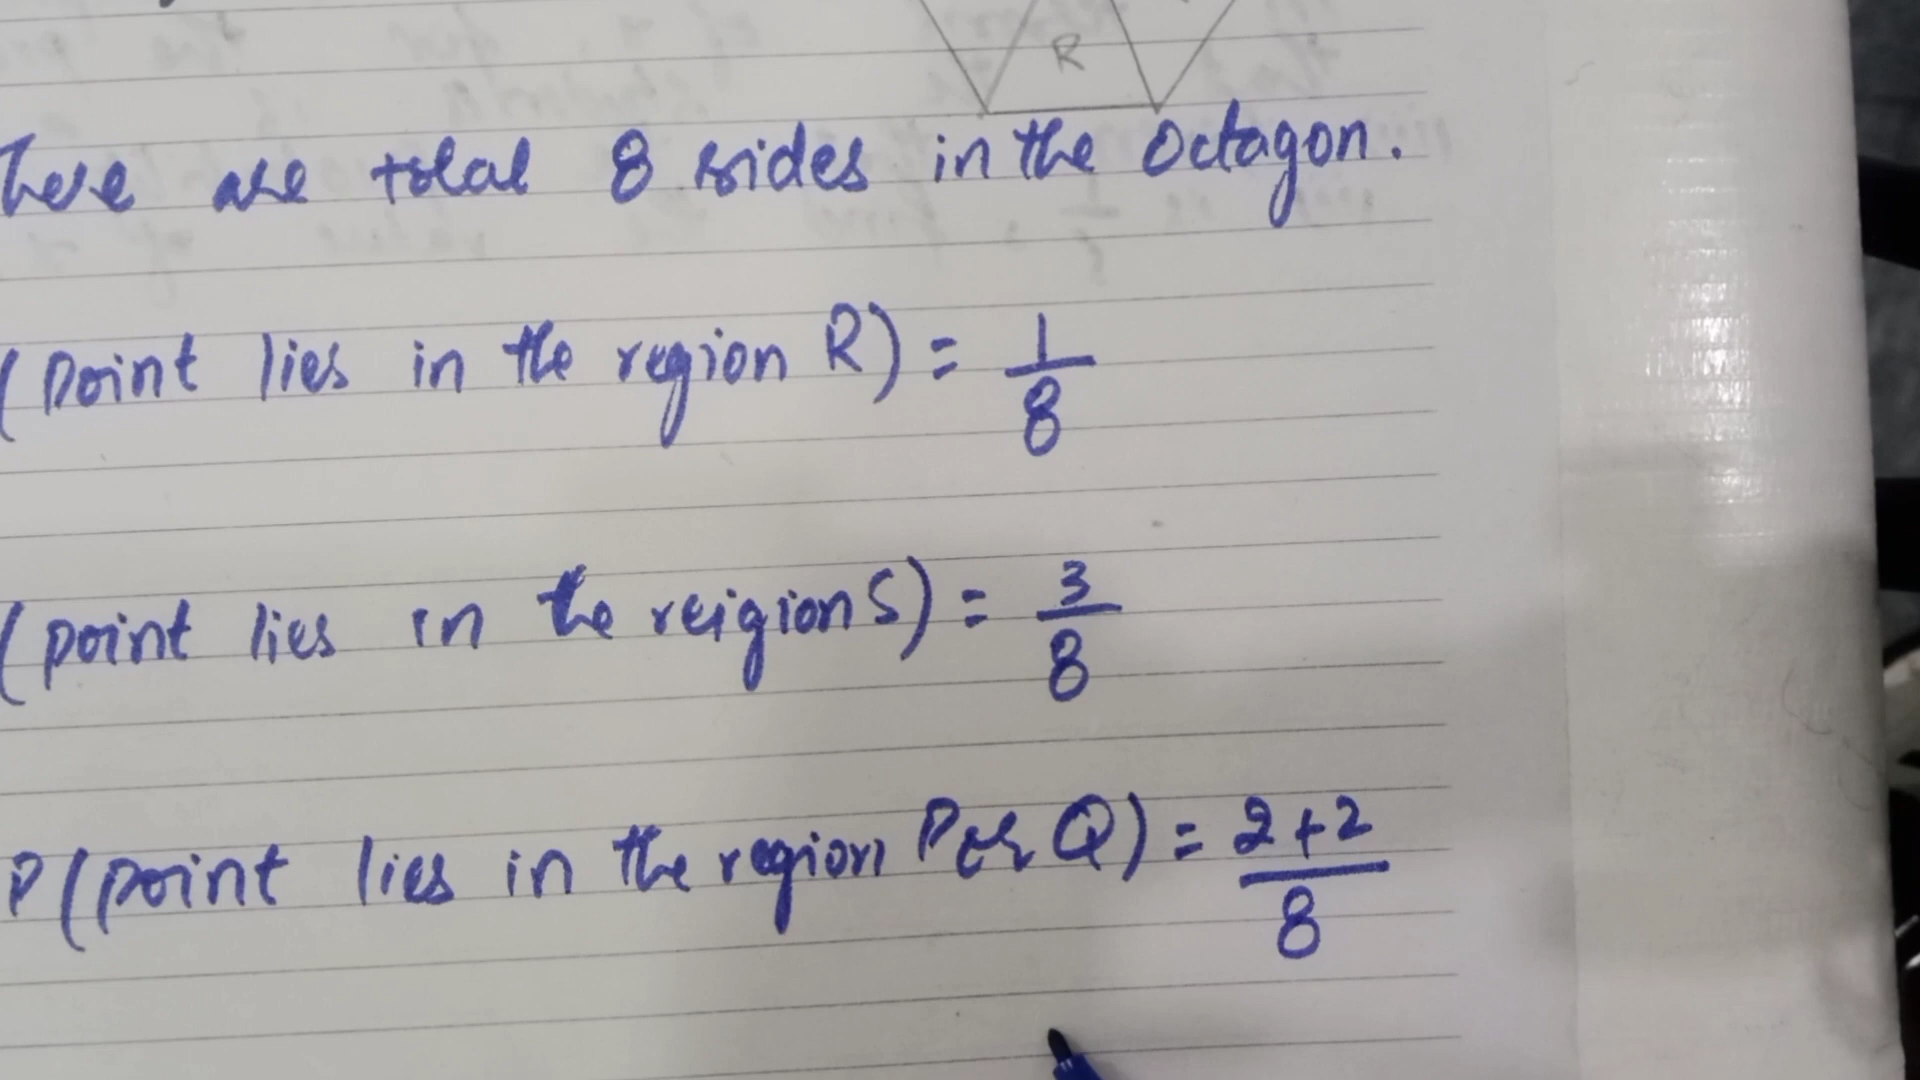 R
There are total 8 sides in the octagon.
(point lies in the region R) = 1/8
(point lies in the reigion S) = 3/8
P(point lies in the region P or Q) = 2+2/8